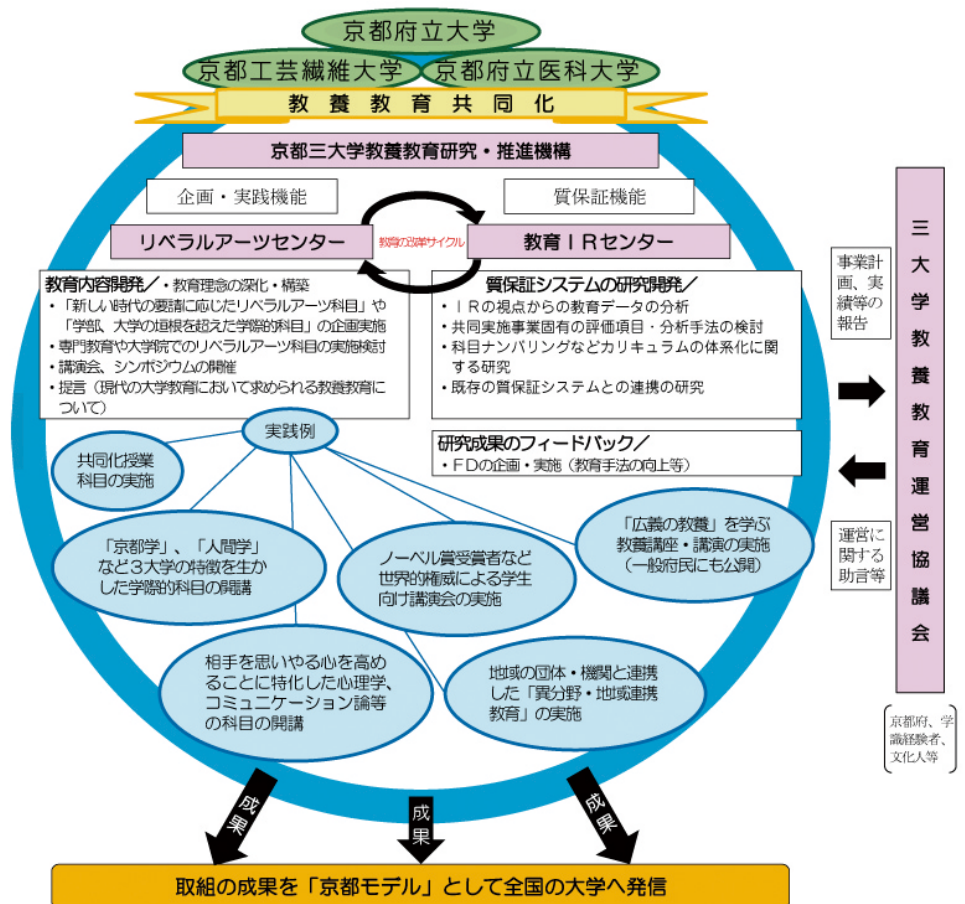 京都府立大学
京都工芸繊維大学
京都府立医科大学
教養教育共同化
京都三大学教養教育研究・推進機構
企画・実践機能
質保証機能
リベラルアーツセンター
教育の改革サイクル
教育IRセンター
教育内容開発／・教育理念の深化・構築
・「新しい時代の要請に応じたリベラルアーツ科目」や
「学部、大学の垣根を超えた学際的科目」の企画実施
・専門教育や大学院でのリベラルアーツ科目の実施検討
・講演会、シンポジウムの開催
・提言（現代の大学教育において求められる教養教育に
ついて）
質保証システムの研究開発／
・IRの視点からの教育データの分析
・共同実施事業固有の評価項目・分析手法の検討
・科目ナンバリングなどカリキュラムの体系化に関
する研究
・既存の質保証システムとの連携の研究
研究成果のフィードバック／
・FDの企画・実施（教育手法の向上等）
実践例
共同化授業
科目の実施
「京都学」、「人間学」
など３大学の特徴を生か
した学際的科目の開講
ノーベル賞受賞者など
世界的権威による学生
向け講演会の実施
「広義の教養」を学ぶ
教養講座・講演の実施
（一般府民にも公開）
相手を思いやる心を高め
ることに特化した心理学、
コミュニケーション論等
の科目の開講
地域の団体・機関と連携
した「異分野・地域連携
教育」の実施
事業計
画、実
績等の
報告
運営に
関する
助言等
三大学教養教育運営協議会
京都府、学
識経験者、
文化人等
成果
成果
成果
取組の成果を「京都モデル」として全国の大学へ発信